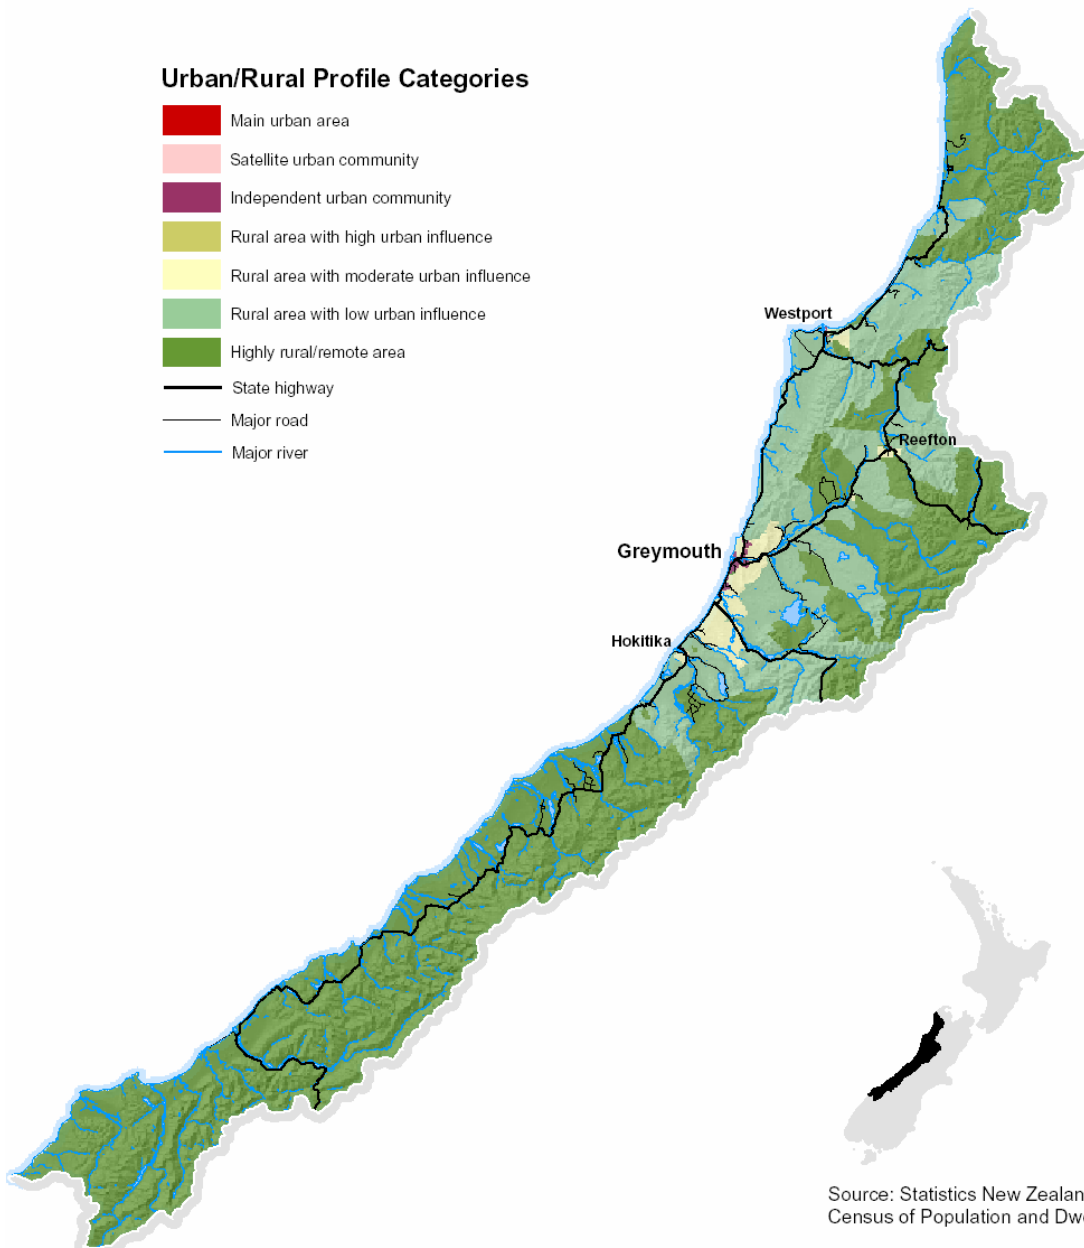 Urban/Rural Profile Categories
Main urban area
Satellite urban community
Independent urban community
Rural area with high urban influence
Rural area with moderate urban influence
Rural area with low urban influence
Highly rural/remote area
State highway
Major road
Major river
Westport
Reefton
Greymouth
Hokitika
Source: Statistics New Zealan
Census of Population and Dwe